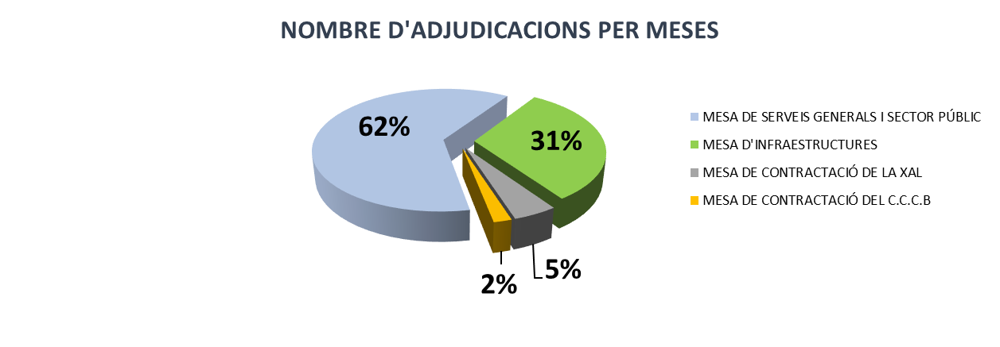 NOMBRE D'ADJUDICACIONS PER MESES
62%
31%
5%
2%
MESA DE SERVEIS GENERALS I SECTOR PÚBLIC
MESA D'INFRAESTRUCTURES
MESA DE CONTRACTACIÓ DE LA XAL
MESA DE CONTRACTACIÓ DEL C.C.C.B